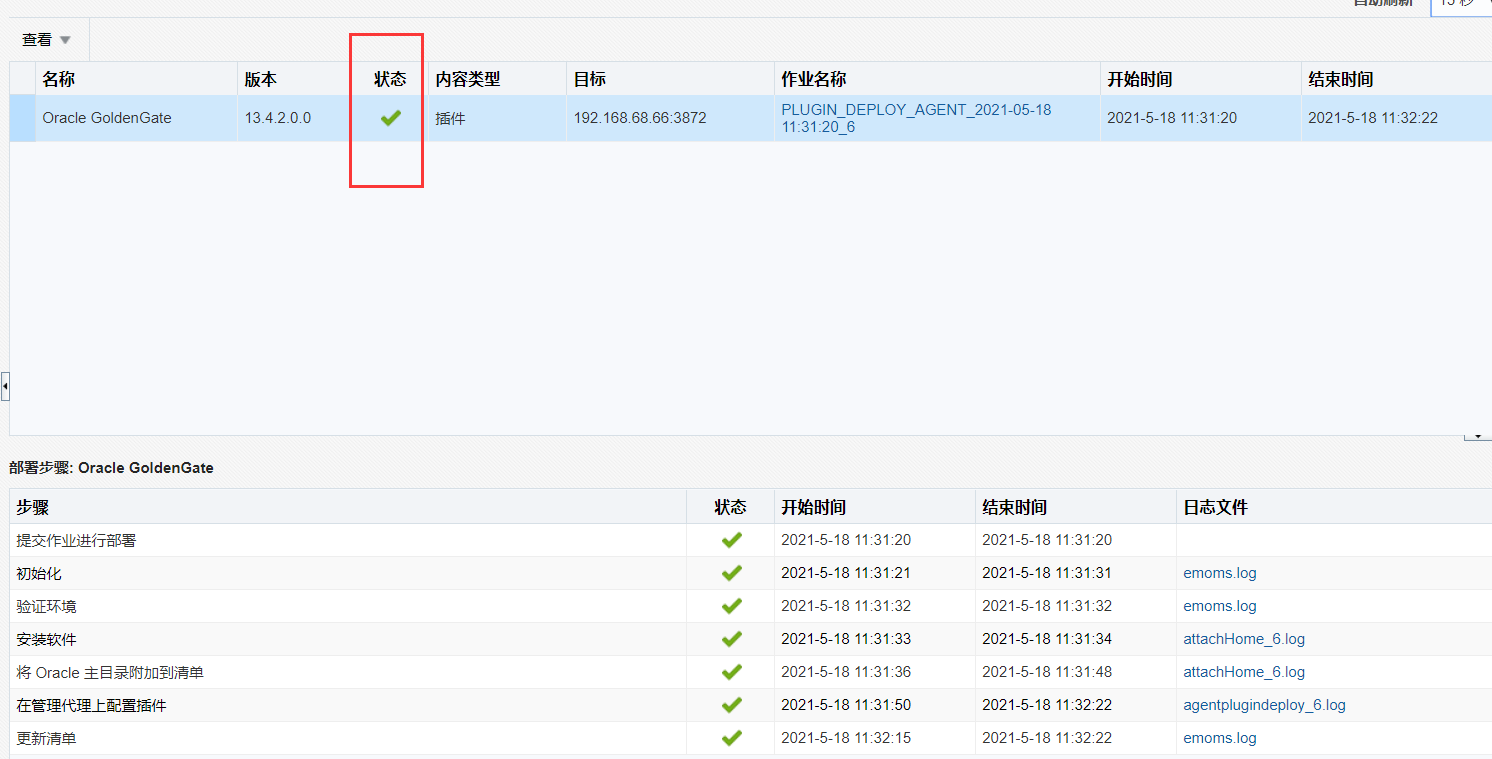 自动刷新 15 秒
查看
名称 版本 状态 内容类型 目标 作业名称 开始时间 结束时间
Oracle GoldenGate 13.4.2.0.0 插件 192.168.68.66:3872 PLUGIN_DEPLOY_AGENT_2021-05-18 2021-5-18 11:31:20 2021-5-18 11:32:22
11:31:20_6
部署步骤: Oracle GoldenGate
步骤 状态 开始时间 结束时间 日志文件
提交作业进行部署 2021-5-18 11:31:20 2021-5-18 11:31:20
初始化 2021-5-18 11:31:21 2021-5-18 11:31:31 emoms.log
验证环境 2021-5-18 11:31:32 2021-5-18 11:31:32 emoms.log
安装软件 2021-5-18 11:31:33 2021-5-18 11:31:34 attachHome_6.log
将 Oracle 主目录附加到清单 2021-5-18 11:31:36 2021-5-18 11:31:48 attachHome_6.log
在管理代理上配置插件 2021-5-18 11:31:50 2021-5-18 11:32:22 agentplugindeploy_6.log
更新清单 2021-5-18 11:32:15 2021-5-18 11:32:22 emoms.log